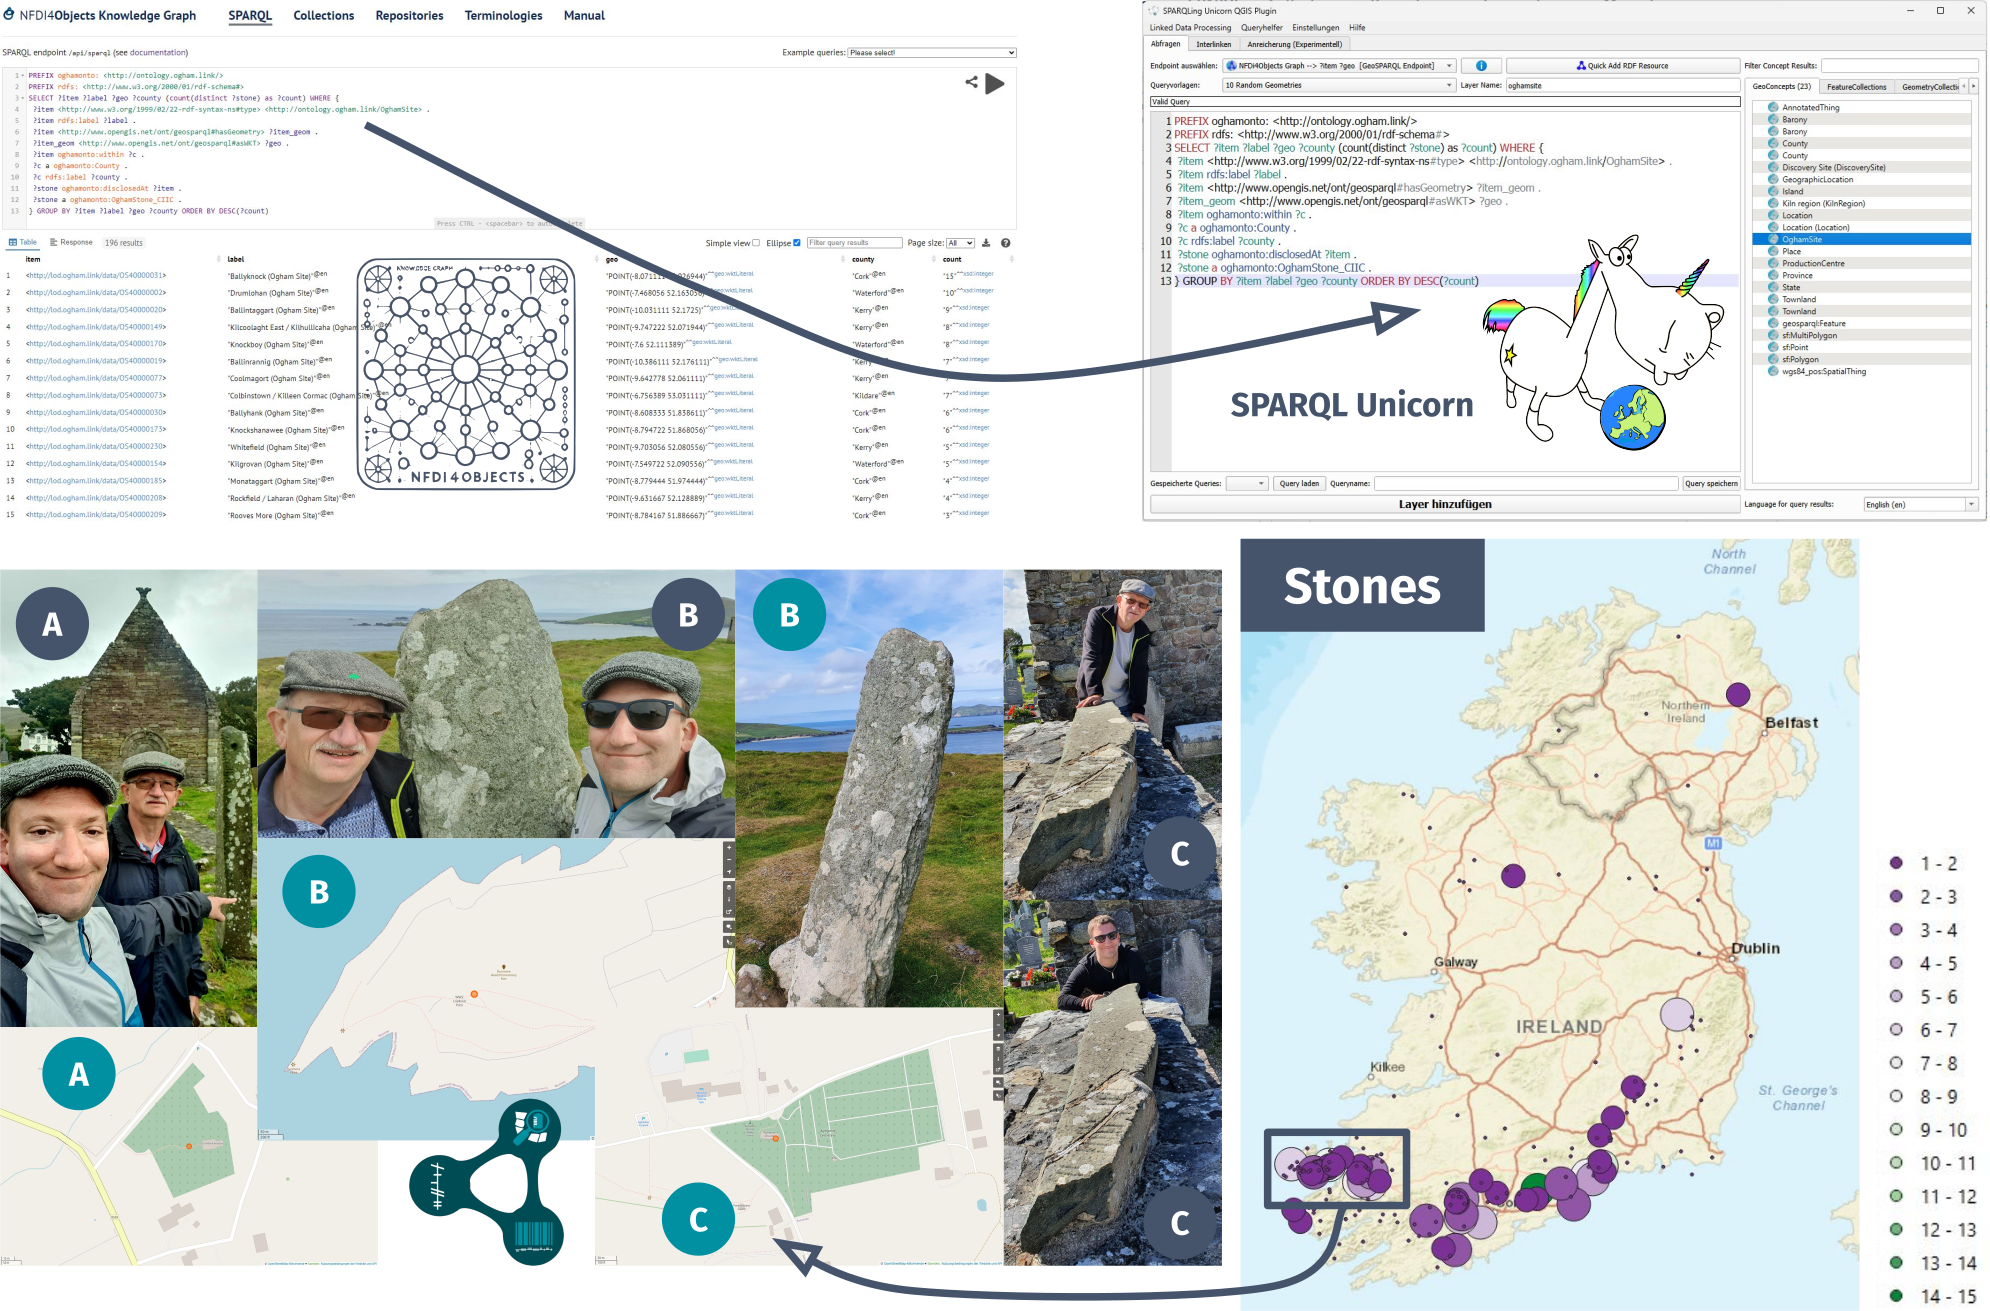 NFDI4Objects Knowledge Graph SPARQL Collections Repositories Terminologies Manual
SPARQL endpoint /api/sparql (see documentation) Example queries: Please select!
1 PREFIX oghamonto: <http://ontology.ogham.link/>
2 PREFIX rdfs: <http://www.w3.org/2000/01/rdf-schema#>
3 SELECT ?item ?label ?geo ?county (count(distinct ?stone) as ?count) WHERE {
4 ?item <http://www.w3.org/1999/02/22-rdf-syntax-ns#type> <http://ontology.ogham.link/OghamSite> .
5 ?item rdfs:label ?label .
6 ?item <http://www.opengis.net/ont/geosparql#hasGeometry> ?item_geom .
7 ?item_geom <http://www.opengis.net/ont/geosparql#asWKT> ?geo .
8 ?item oghamonto:within ?c .
9 ?c a oghamonto:County .
10 ?c rdfs:label ?county .
11 ?stone oghamonto:disclosedAt ?item .
12 ?stone a oghamonto:OghamStone_CIIC .
13 } GROUP BY ?item ?label ?geo ?county ORDER BY DESC(?count)
Press CTRL - <spacebar> to autocomplete
Table Response 196 results Simple view Ellipse Filter query results Page size: All
item label geo county count
1 <http://lod.ogham.link/data/OS40000031> "Ballyknock (Ogham Site)"@en "POINT(-8.07111 .926944)"^^geo:wktLiteral "Cork"@en "15"^^xsd:integer
2 <http://lod.ogham.link/data/OS40000002> "Drumlohan (Ogham Site)"@en "POINT(-7.468056 52.163056)"^^geo:wktLiteral "Waterford"@en "10"^^xsd:integer
3 <http://lod.ogham.link/data/OS40000020> "Ballintaggart (Ogham Site)"@en "POINT(-10.031111 52.1725)"^^geo:wktLiteral "Kerry"@en "9"^^xsd:integer
4 <http://lod.ogham.link/data/OS40000149> "Kilcoolaght East / Kilhullicaha (Ogham Site)"@en "POINT(-9.747222 52.071944)"^^geo:wktLiteral "Kerry"@en "8"^^xsd:integer
5 <http://lod.ogham.link/data/OS40000170> "Knockboy (Ogham Site)"@en "POINT(-7.6 52.111389)"^^geo:wktLiteral "Waterford"@en "8"^^xsd:integer
6 <http://lod.ogham.link/data/OS40000019> "Ballinrannig (Ogham Site)"@en "POINT(-10.386111 52.176111)"^^geo:wktLiteral "Kerry"@en "7"^^xsd:integer
7 <http://lod.ogham.link/data/OS40000077> "Coolmagort (Ogham Site)"@en "POINT(-9.642778 52.061111)"^^geo:wktLiteral "Kerry"@en
8 <http://lod.ogham.link/data/OS40000073> "Colbinstown / Killeen Cormac (Ogham Site)"@en "POINT(-6.756389 53.031111)"^^geo:wktLiteral "Kildare"@en "7"^^xsd:integer
9 <http://lod.ogham.link/data/OS40000030> "Ballyhank (Ogham Site)"@en "POINT(-8.608333 51.838611)"^^geo:wktLiteral "Cork"@en "6"^^xsd:integer
10 <http://lod.ogham.link/data/OS40000173> "Knockshanawee (Ogham Site)"@en "POINT(-8.794722 51.868056)"^^geo:wktLiteral "Cork"@en "6"^^xsd:integer
11 <http://lod.ogham.link/data/OS40000230> "Whitefield (Ogham Site)"@en "POINT(-9.703056 52.080556)"^^geo:wktLiteral "Kerry"@en "5"^^xsd:integer
12 <http://lod.ogham.link/data/OS40000154> "Kilgrovan (Ogham Site)"@en "POINT(-7.549722 52.090556)"^^geo:wktLiteral "Waterford"@en "5"^^xsd:integer
13 <http://lod.ogham.link/data/OS40000185> "Monataggart (Ogham Site)"@en "POINT(-8.779444 51.974444)"^^geo:wktLiteral "Cork"@en "4"^^xsd:integer
14 <http://lod.ogham.link/data/OS40000208> "Rockfield / Laharan (Ogham Site)"@en "POINT(-9.631667 52.128889)"^^geo:wktLiteral "Kerry"@en "4"^^xsd:integer
15 <http://lod.ogham.link/data/OS40000209> "Rooves More (Ogham Site)"@en "POINT(-8.784167 51.886667)"^^geo:wktLiteral "Cork"@en "3"^^xsd:integer
KNOWLEDGE GRAPH
NFDI4OBJECTS
SPARQLing Unicorn QGIS Plugin
Linked Data Processing Queryhelfer Einstellungen Hilfe
Abfragen Interlinken Anreicherung (Experimentell)
Endpoint auswählen: NFDI4Objects Graph --> ?item ?geo [GeoSPARQL Endpoint] Quick Add RDF Resource Filter Concept Results:
Queryvorlagen: 10 Random Geometries Layer Name: oghamsite
Valid Query
1 PREFIX oghamonto: <http://ontology.ogham.link/>
2 PREFIX rdfs: <http://www.w3.org/2000/01/rdf-schema#>
3 SELECT ?item ?label ?geo ?county (count(distinct ?stone) as ?count) WHERE {
4 ?item <http://www.w3.org/1999/02/22-rdf-syntax-ns#type> <http://ontology.ogham.link/OghamSite> .
5 ?item rdfs:label ?label .
6 ?item <http://www.opengis.net/ont/geosparql#hasGeometry> ?item_geom .
7 ?item_geom <http://www.opengis.net/ont/geosparql#asWKT> ?geo .
8 ?item oghamonto:within ?c .
9 ?c a oghamonto:County .
10 ?c rdfs:label ?county .
11 ?stone oghamonto:disclosedAt ?item .
12 ?stone a oghamonto:OghamStone_CIIC .
13 } GROUP BY ?item ?label ?geo ?county ORDER BY DESC(?count)
SPARQL Unicorn
GeoConcepts (23) FeatureCollections GeometryCollecti
AnnotatedThing
Barony
Barony
County
County
Discovery Site (DiscoverySite)
GeographicLocation
Island
Kiln region (KilnRegion)
Location
Location (Location)
OghamSite
Place
ProductionCentre
Province
State
Townland
Townland
geosparql:Feature
sf:MultiPolygon
sf:Point
sf:Polygon
wgs84_pos:SpatialThing
Gespeicherte Queries: Query laden Queryname: Query speichern
Layer hinzufügen
Language for query results: English (en)
A
B
B
C
B
A
C
C
Stones
North
Channel
Northern
Ireland
Belfast
M1
Dublin
Galway
IRELAND
Kilkee
St. George's
Channel
1 - 2
2 - 3
3 - 4
4 - 5
5 - 6
6 - 7
7 - 8
8 - 9
9 - 10
10 - 11
11 - 12
12 - 13
13 - 14
14 - 15